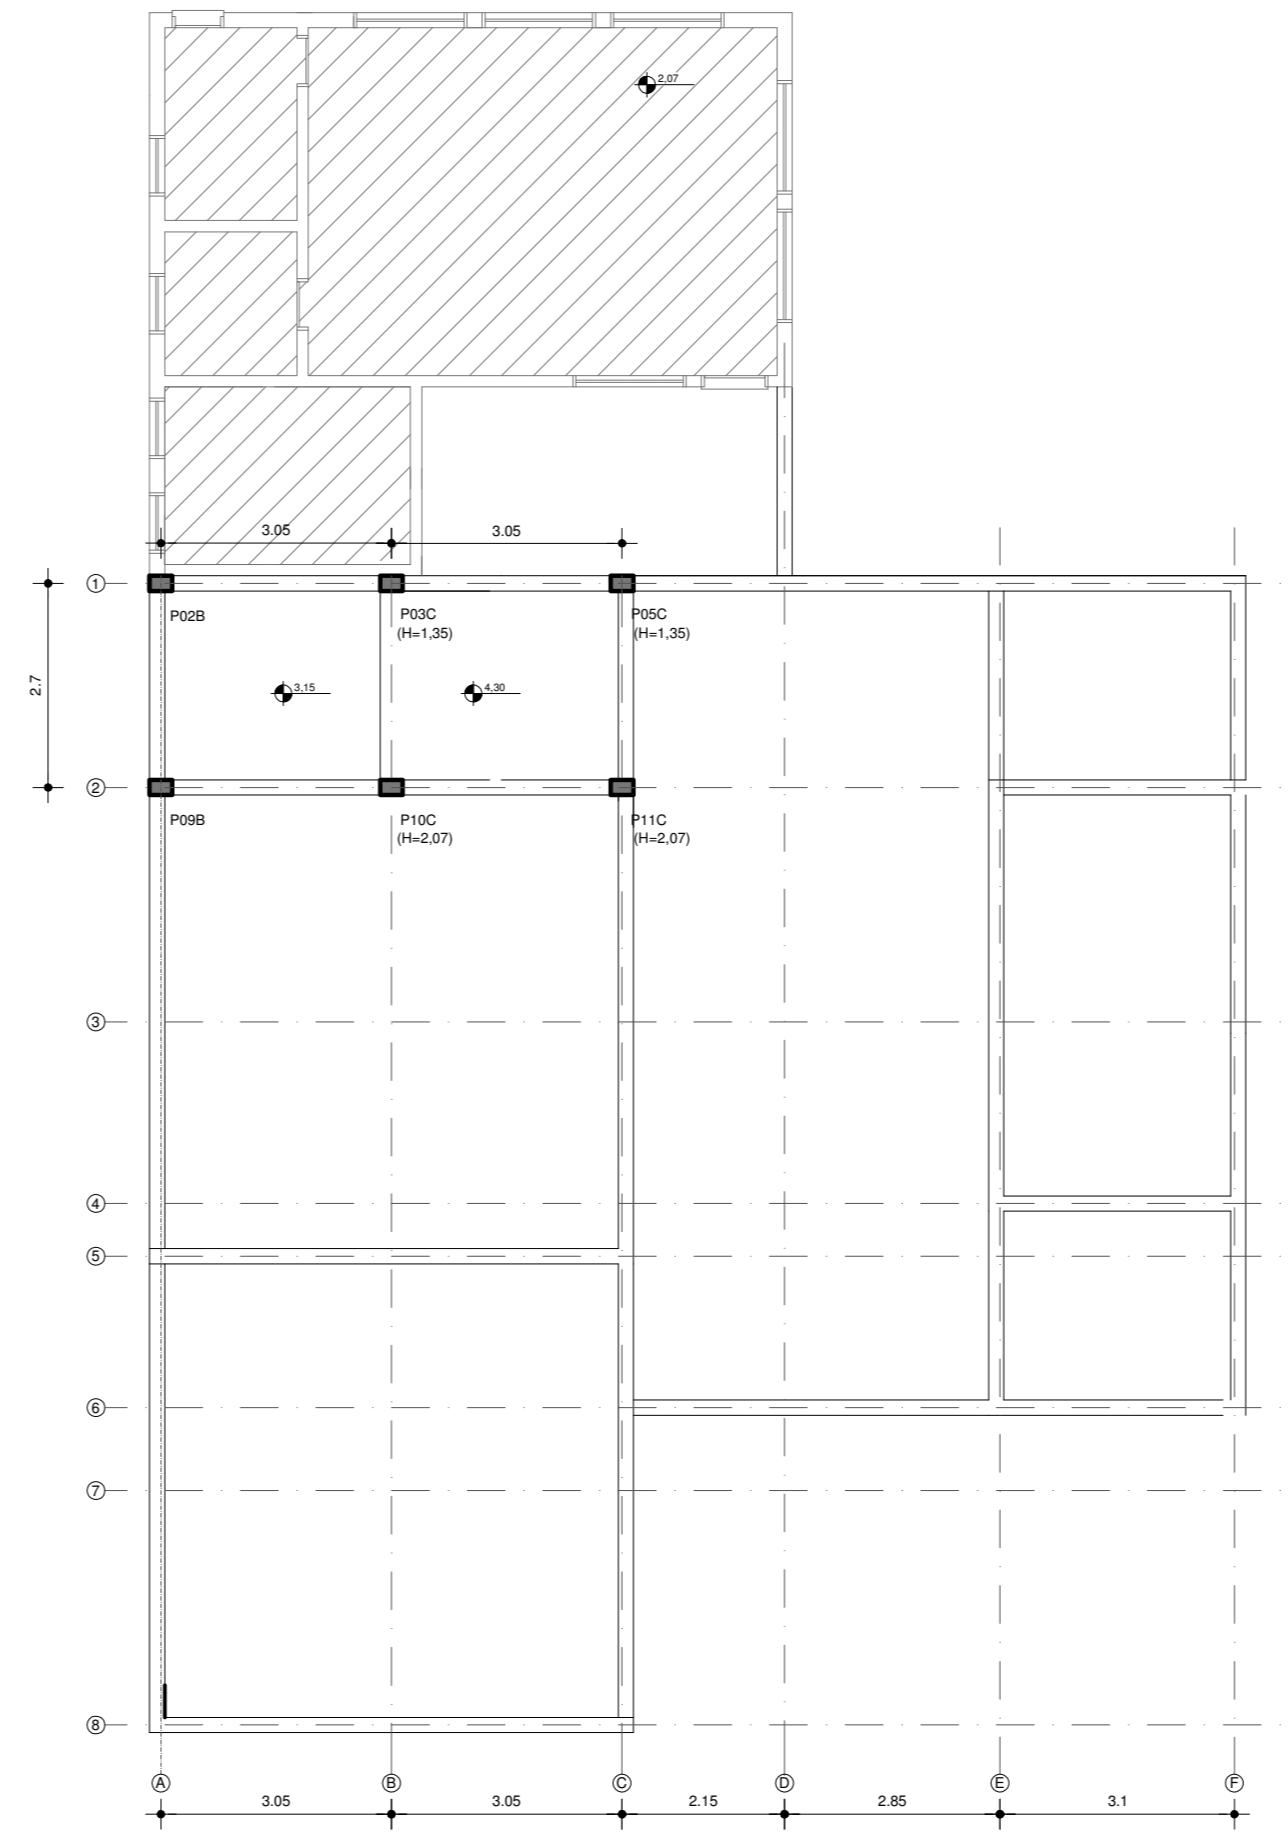 2,07
3.05
3.05
1
P02B
P03C
(H=1,35)
P05C
(H=1,35)
2.7
3,15
4,30
2
P09B
P10C
(H=2,07)
P11C
(H=2,07)
3
4
5
6
7
8
A
B
C
D
E
F
3.05
3.05
2.15
2.85
3.1